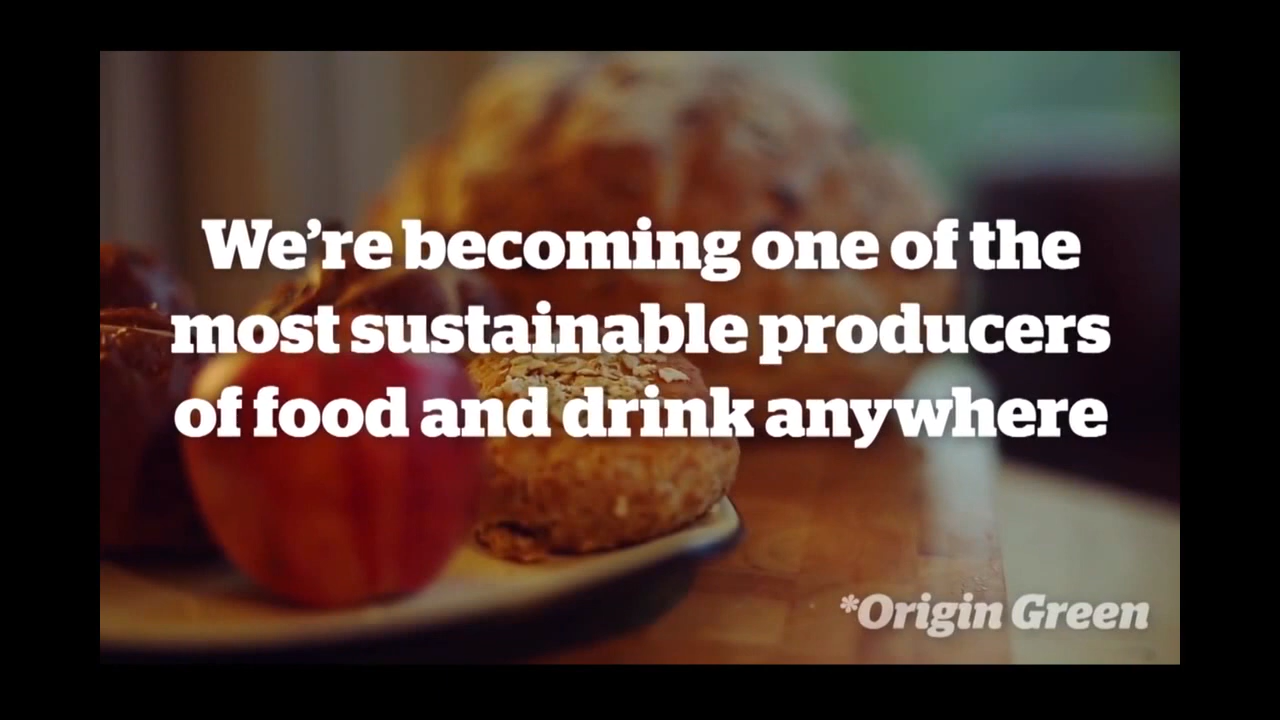 We’re becoming one of the
most sustainable producers
of food and drink anywhere
*Origin Green